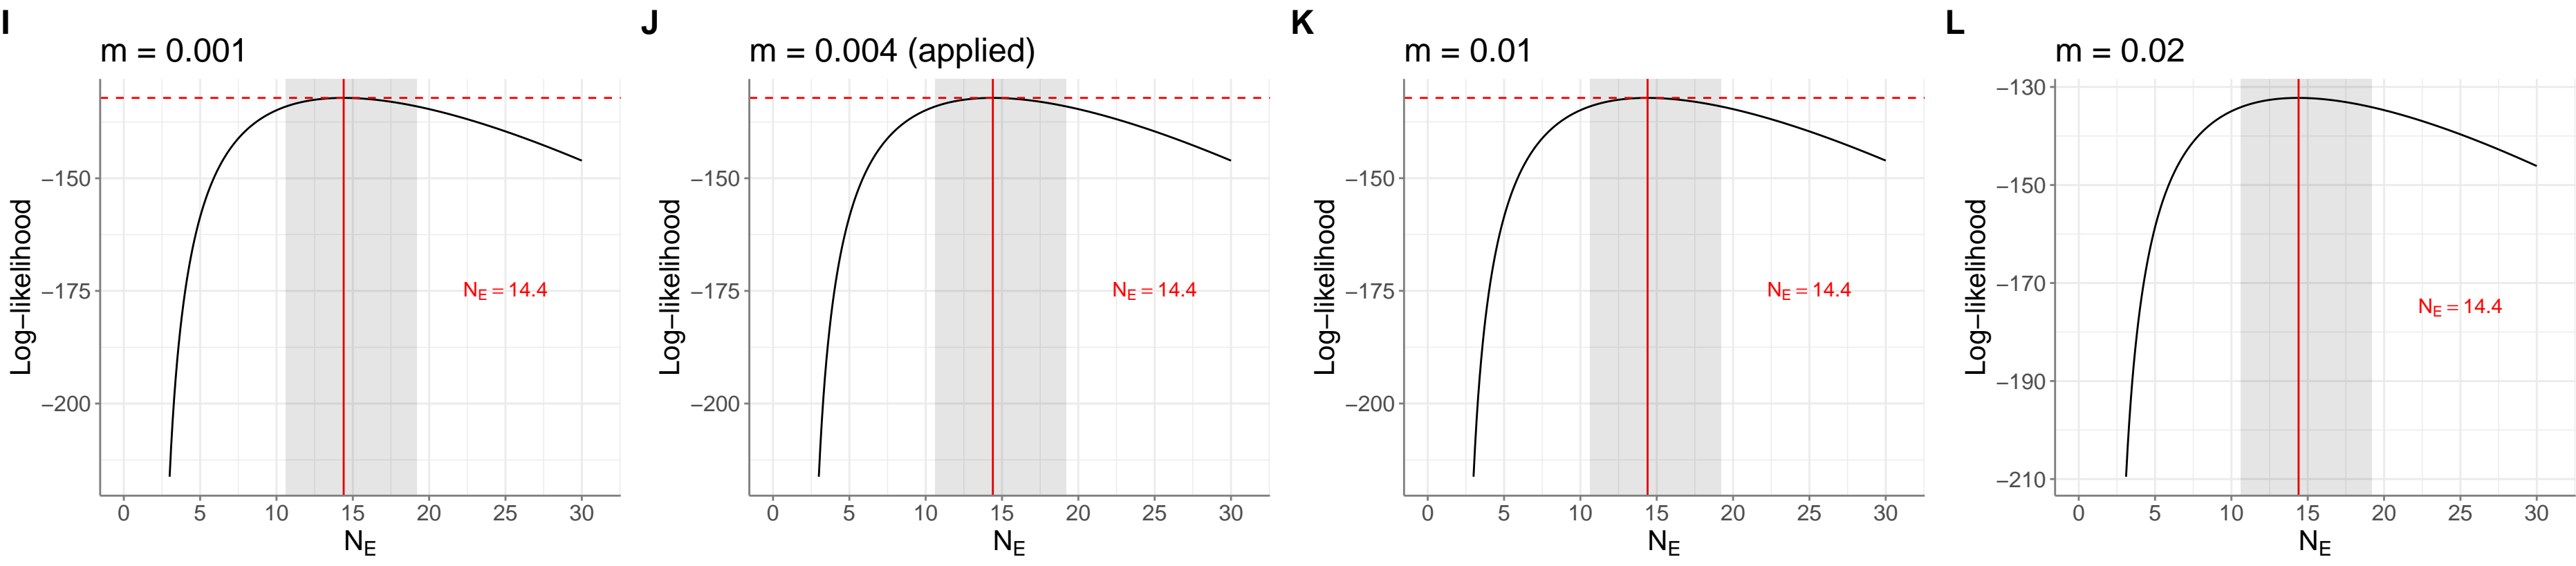 I
m = 0.001
Log−likelihood
−150
−175
−200
0 5 10 15 20 25 30
N_E
N_E = 14.4
J
m = 0.004 (applied)
Log−likelihood
−150
−175
−200
0 5 10 15 20 25 30
N_E
N_E = 14.4
K
m = 0.01
Log−likelihood
−150
−175
−200
0 5 10 15 20 25 30
N_E
N_E = 14.4
L
m = 0.02
Log−likelihood
−130
−150
−170
−190
−210
0 5 10 15 20 25 30
N_E
N_E = 14.4